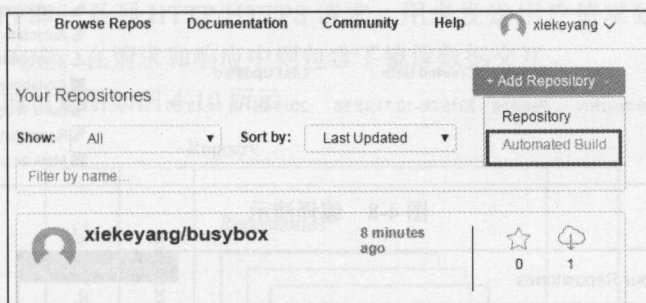 Browse Repos Documentation Community Help xiekeyang
+ Add Repository
Your Repositories
Repository
Show: All Sort by: Last Updated
Automated Build
Filter by name...
xiekeyang/busybox 8 minutes ago
0 1